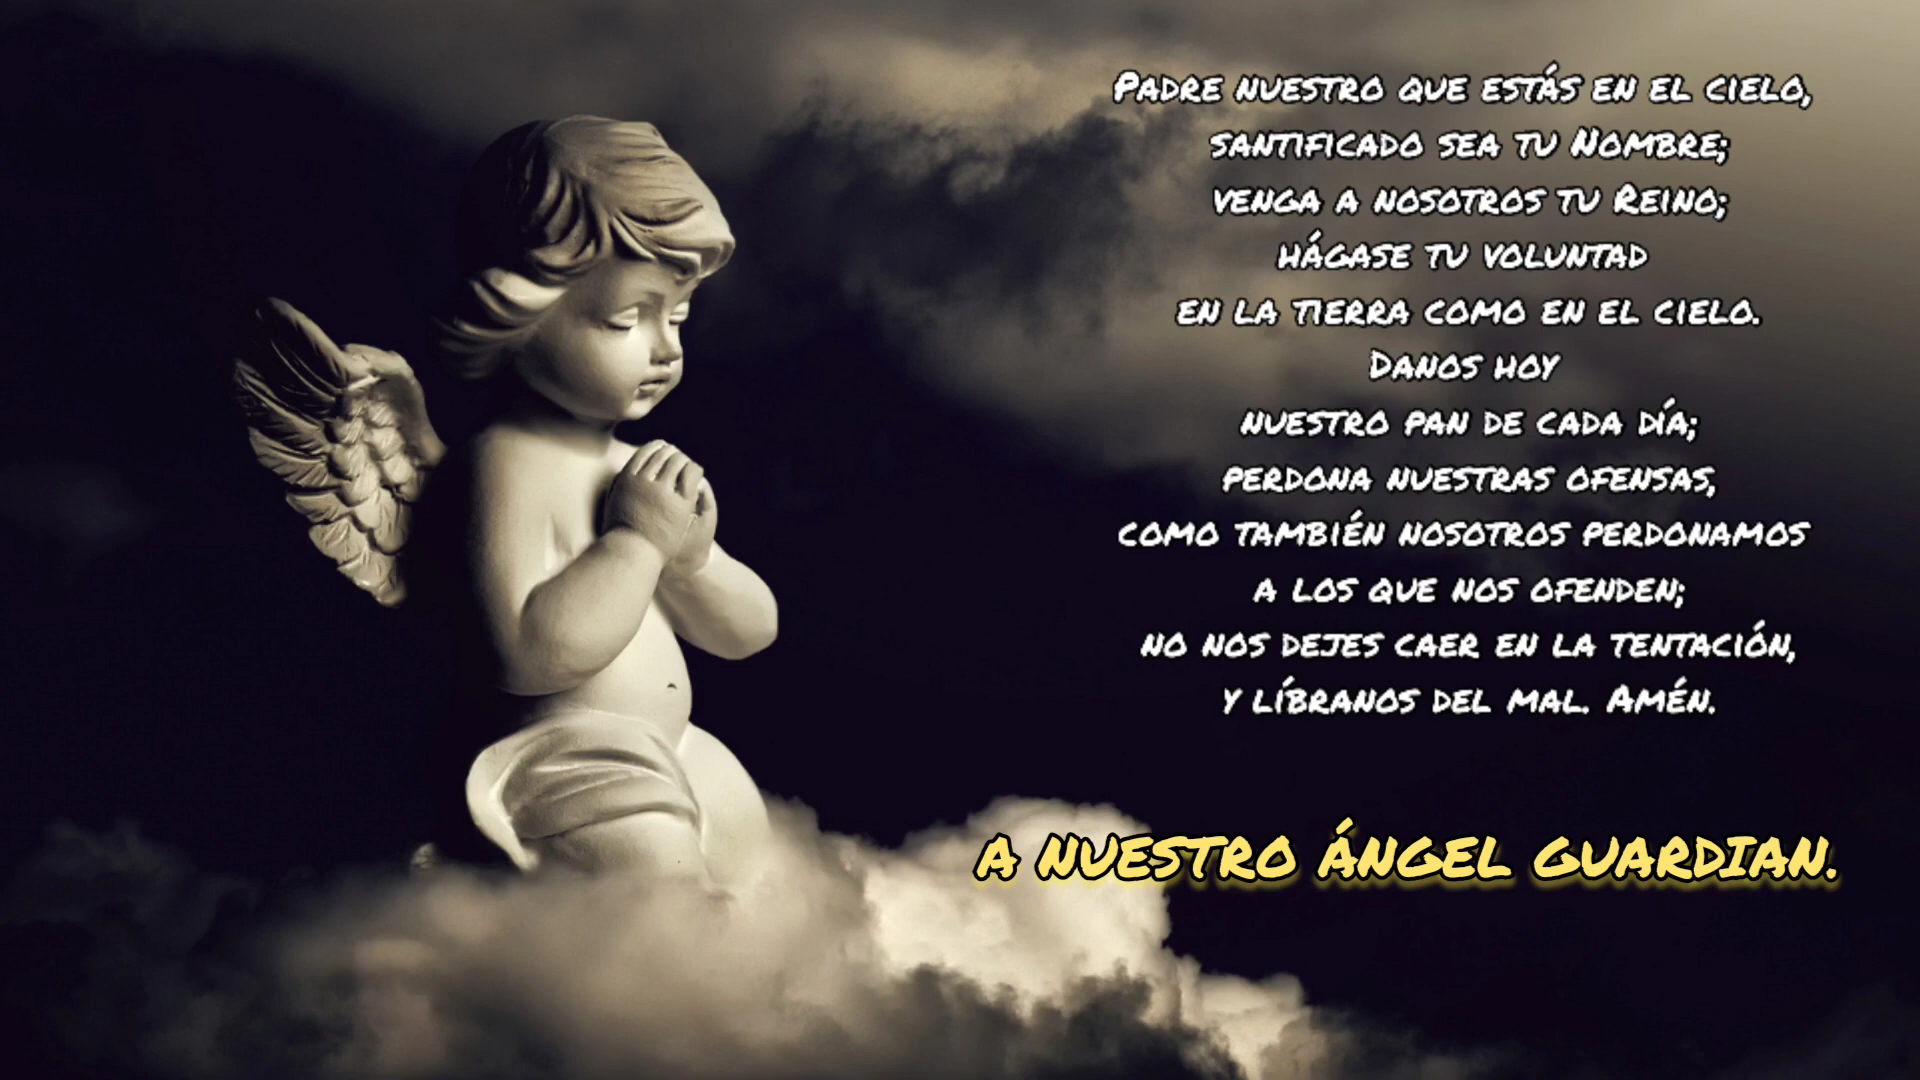 Padre nuestro que estás en el cielo,
santificado sea tu Nombre;
venga a nosotros tu Reino;
hágase tu voluntad
en la tierra como en el cielo.
Danos hoy
nuestro pan de cada día;
perdona nuestras ofensas,
como también nosotros perdonamos
a los que nos ofenden;
no nos dejes caer en la tentación,
y líbranos del mal. Amén.
A NUESTRO ÁNGEL GUARDIAN.